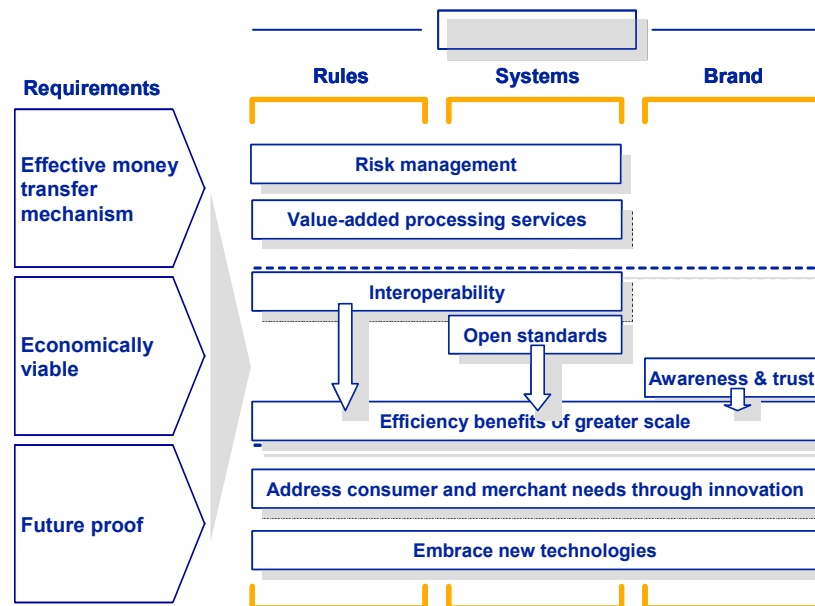 Requirements
Rules
Systems
Brand
Effective money
transfer
mechanism
Risk management
Value-added processing services
Economically
viable
Interoperability
Open standards
Awareness & trust
Efficiency benefits of greater scale
Future proof
Address consumer and merchant needs through innovation
Embrace new technologies